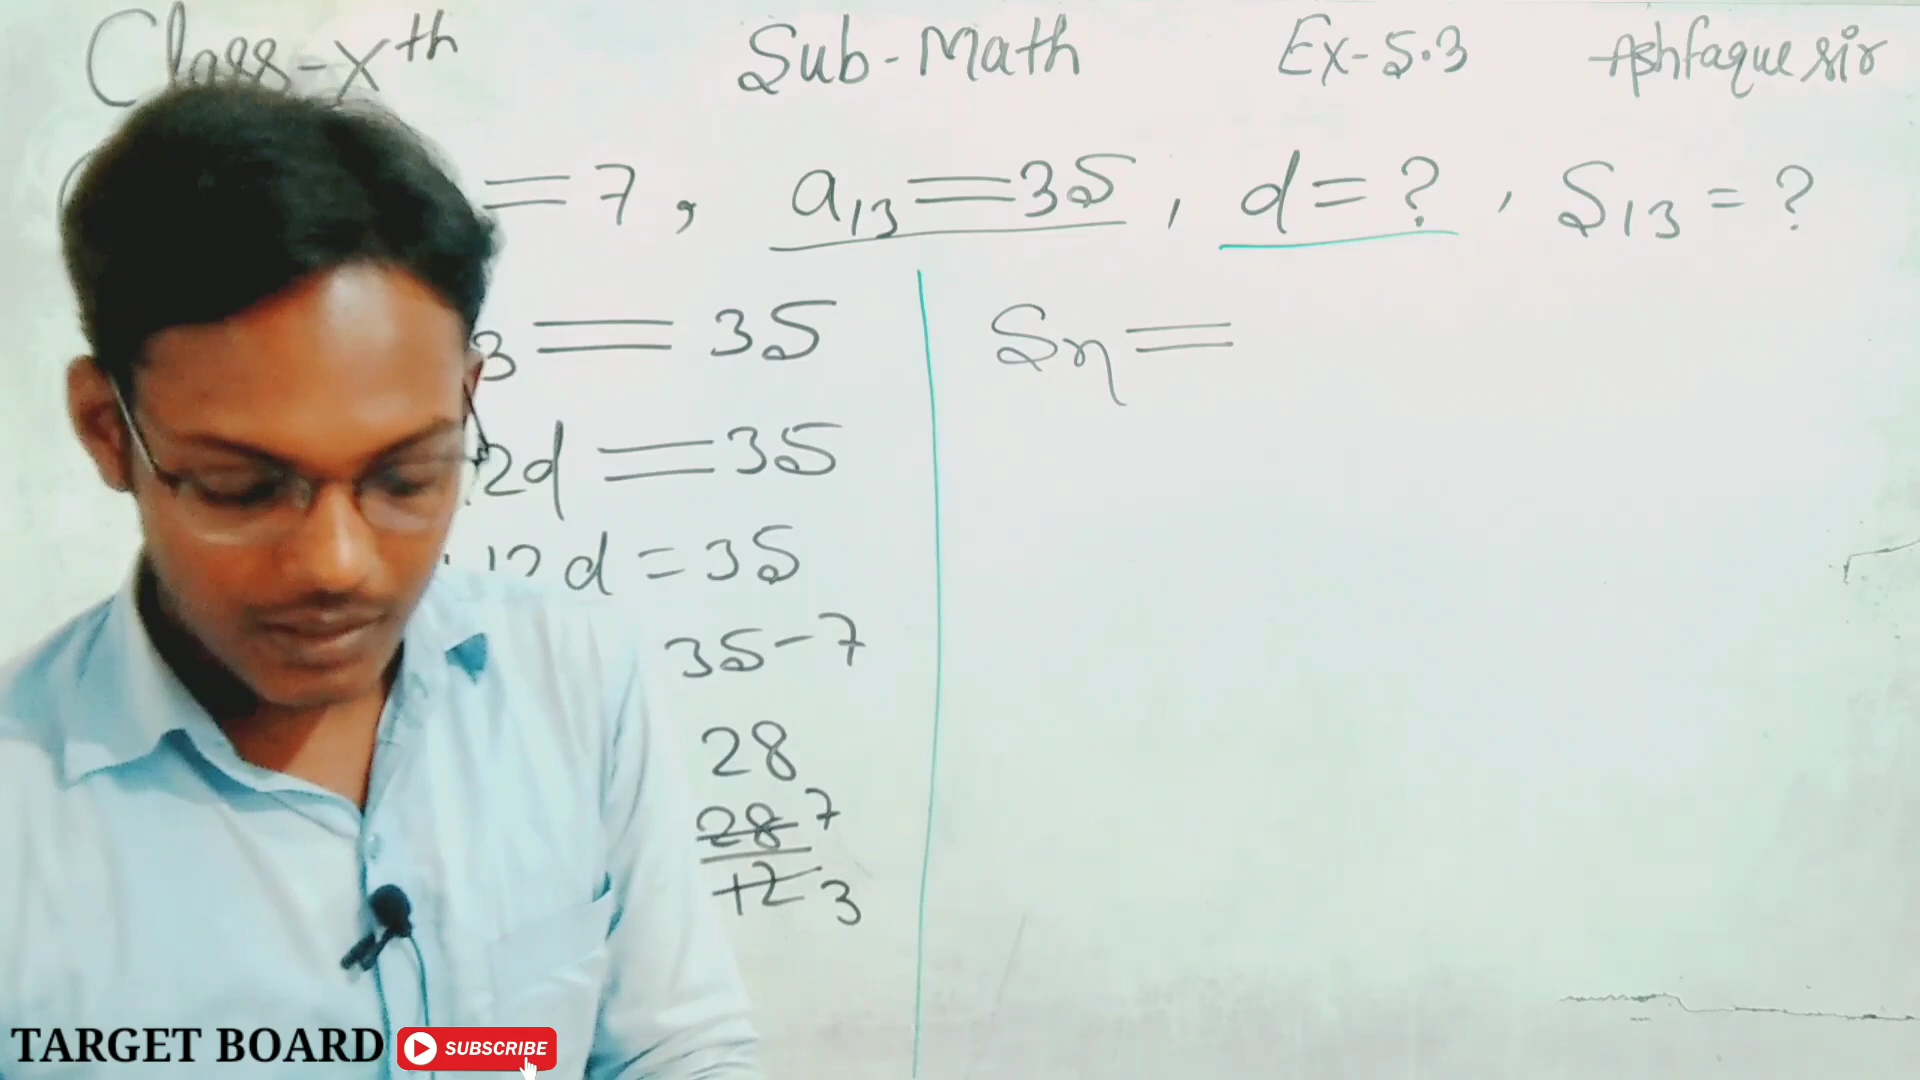 Class-Xth Sub-Math Ex-5.3 Ashfaque sir
= 7, a13 = 35, d = ?, S13 = ?
3 = 35
2d = 35
12d = 35
35-7
28
28 7
12 3
Sn =
TARGET BOARD SUBSCRIBE